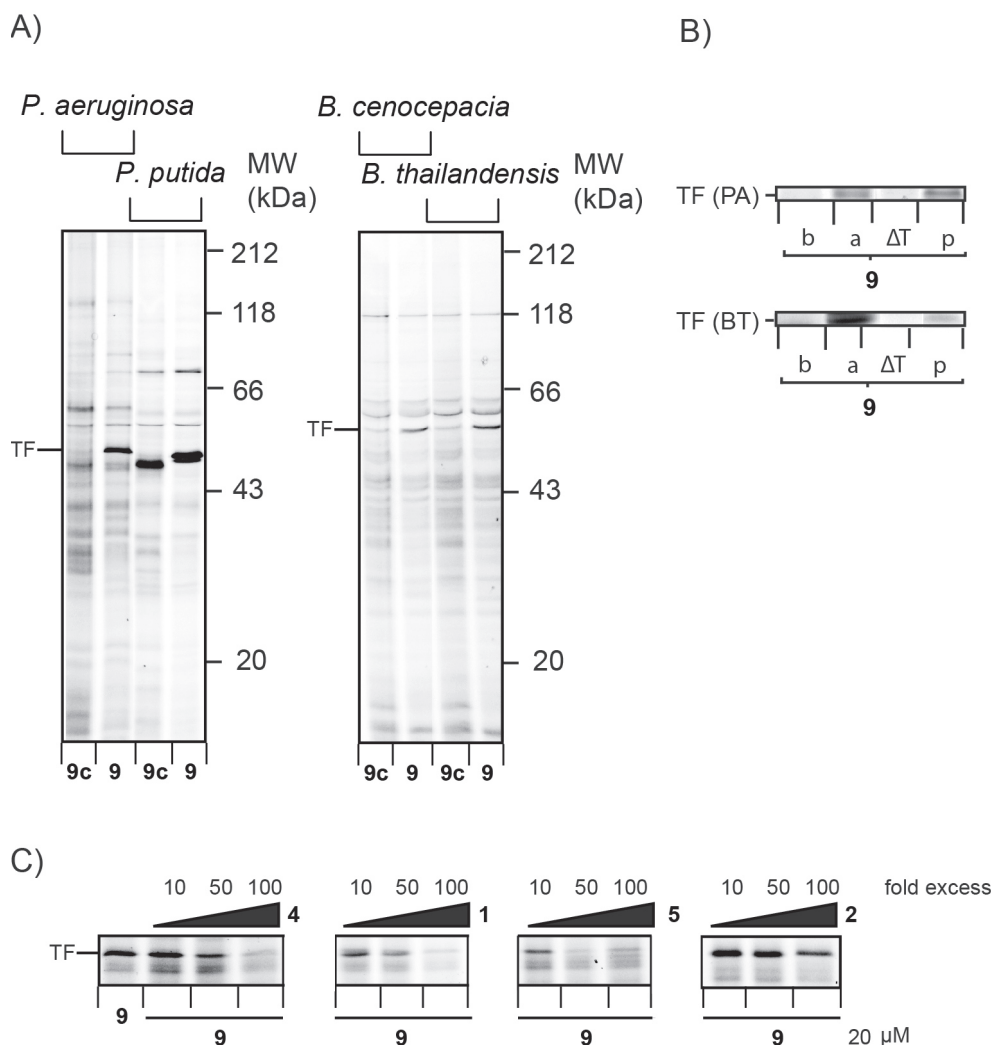 A)
B)
P. aeruginosa
P. putida
MW
(kDa)
212
118
66
43
20
TF
9c 9 9c 9
B. cenocepacia
B. thailandensis
MW
(kDa)
212
118
66
43
20
TF
9c 9 9c 9
TF (PA)
b a ΔT p
9
TF (BT)
b a ΔT p
9
C)
10 50 100 4
10 50 100 1
10 50 100 5
10 50 100 2
fold excess
TF
9 9 9 9 9 20 μM